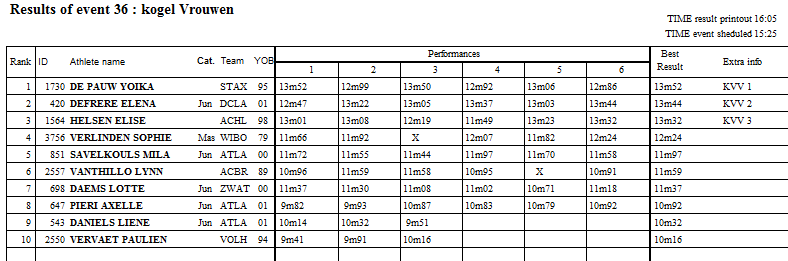 Results of event 36 : kogel Vrouwen
TIME result printout 16:05
TIME event sheduled 15:25
Rank ID Athlete name Cat. Team YOB Performances Best Result Extra info
1 2 3 4 5 6
1 1730 DE PAUW YOIKA STAX 95 13m52 12m99 13m50 12m92 13m06 12m86 13m52 KVV 1
2 420 DEFRERE ELENA Jun DCLA 01 12m47 13m22 13m05 13m37 13m03 13m44 13m44 KVV 2
3 1564 HELSEN ELISE ACHL 98 13m01 13m08 12m19 11m49 13m23 13m32 13m32 KVV 3
4 3756 VERLINDEN SOPHIE Mas WIBO 79 11m66 11m92 X 12m07 11m82 12m24 12m24
5 851 SAVELKOULS MILA Jun ATLA 00 11m72 11m55 11m44 11m97 11m70 11m58 11m97
6 2557 VANTHILLO LYNN ACBR 89 10m96 11m59 11m58 10m95 X 10m91 11m59
7 698 DAEMS LOTTE Jun ZWAT 00 11m37 11m30 11m08 11m02 10m71 11m18 11m37
8 647 PIERI AXELLE Jun ATLA 01 9m82 9m93 10m87 10m83 10m79 10m92 10m92
9 543 DANIELS LIENE Jun ATLA 01 10m14 10m32 9m51 10m32
10 2550 VERVAET PAULIEN VOLH 94 9m41 9m91 10m16 10m16